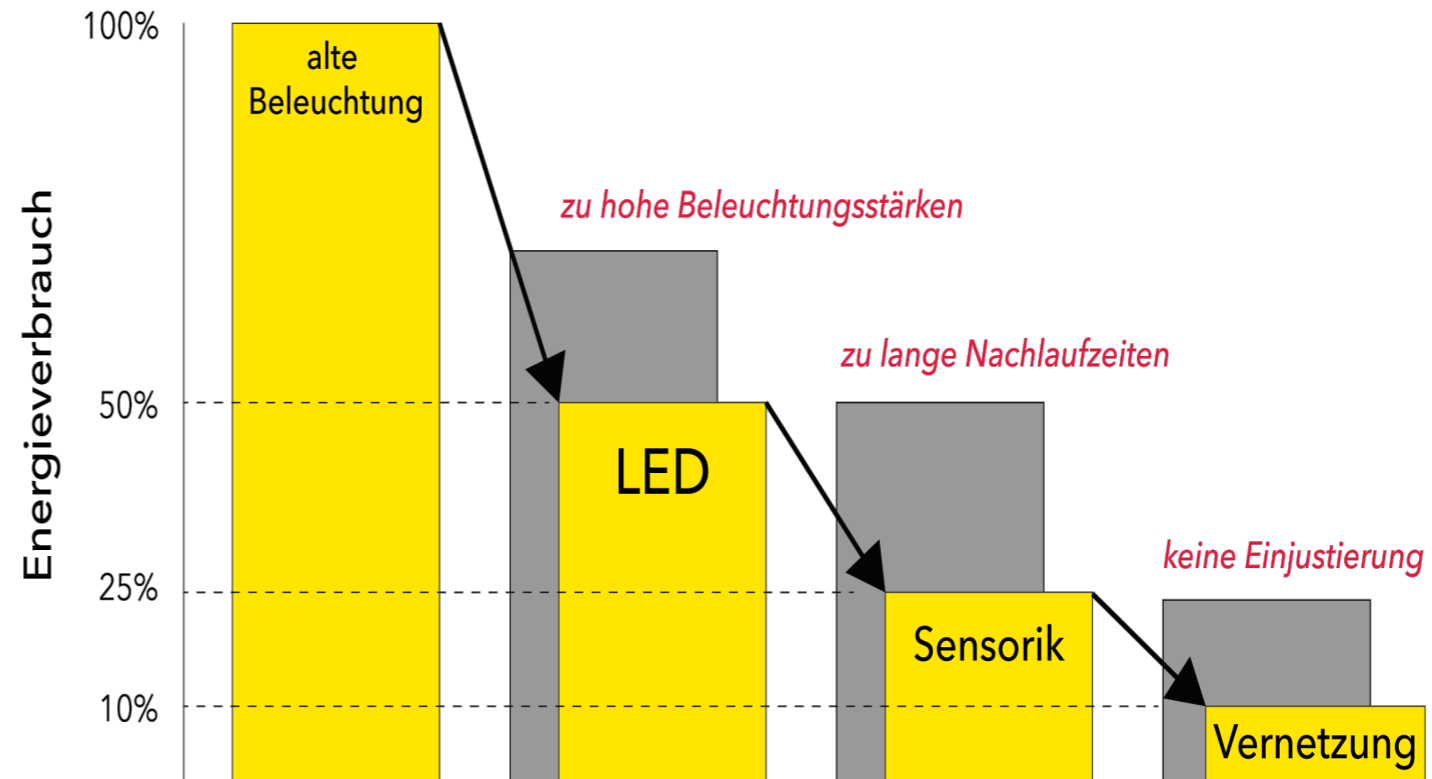 100%
alte
Beleuchtung
zu hohe Beleuchtungsstärken
zu lange Nachlaufzeiten
50%
LED
keine Einjustierung
25%
Sensorik
10%
Vernetzung
Energieverbrauch